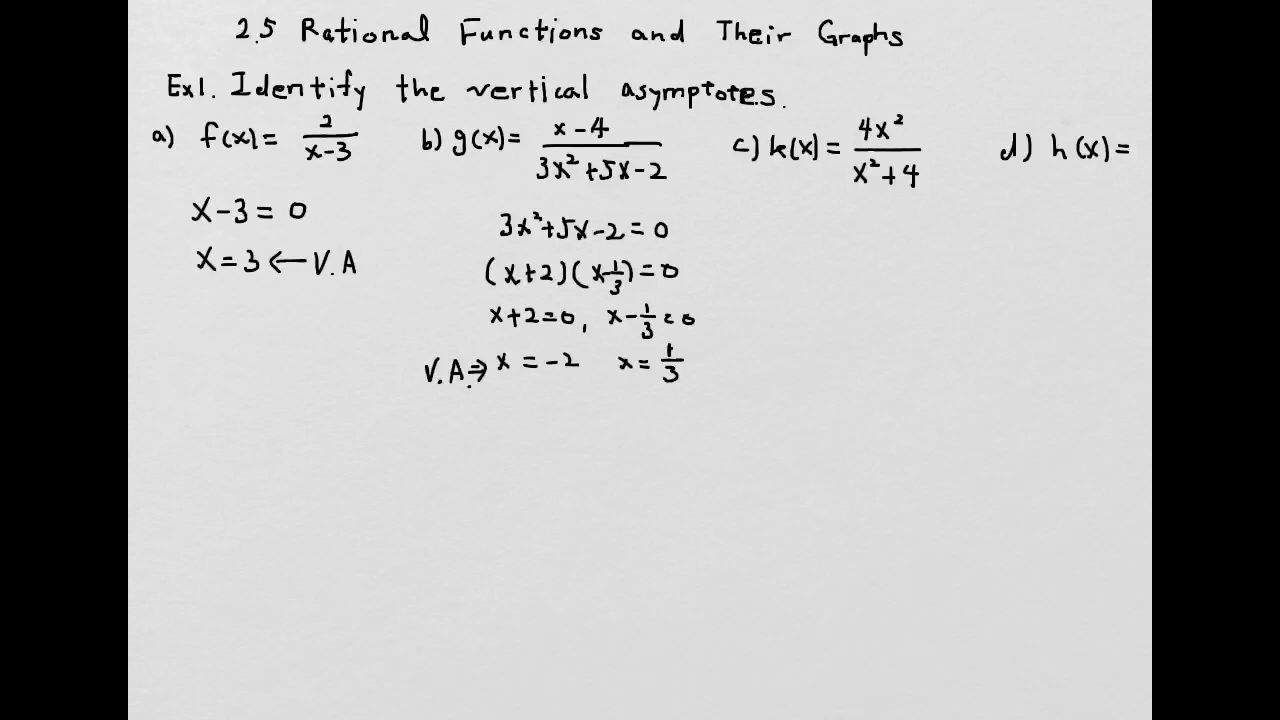 2.5 Rational Functions and Their Graphs
Ex1. Identify the vertical asymptotes.
a) f(x) = 2/(x-3) b) g(x) = (x-4)/(3x²+5x-2) c) k(x) = 4x²/(x²+4) d) h(x) =
x-3 = 0
x = 3 ← V.A
3x²+5x-2 = 0
(x+2)(x-1/3) = 0
x+2=0, x-1/3=0
V.A. ⇒ x = -2 x = 1/3